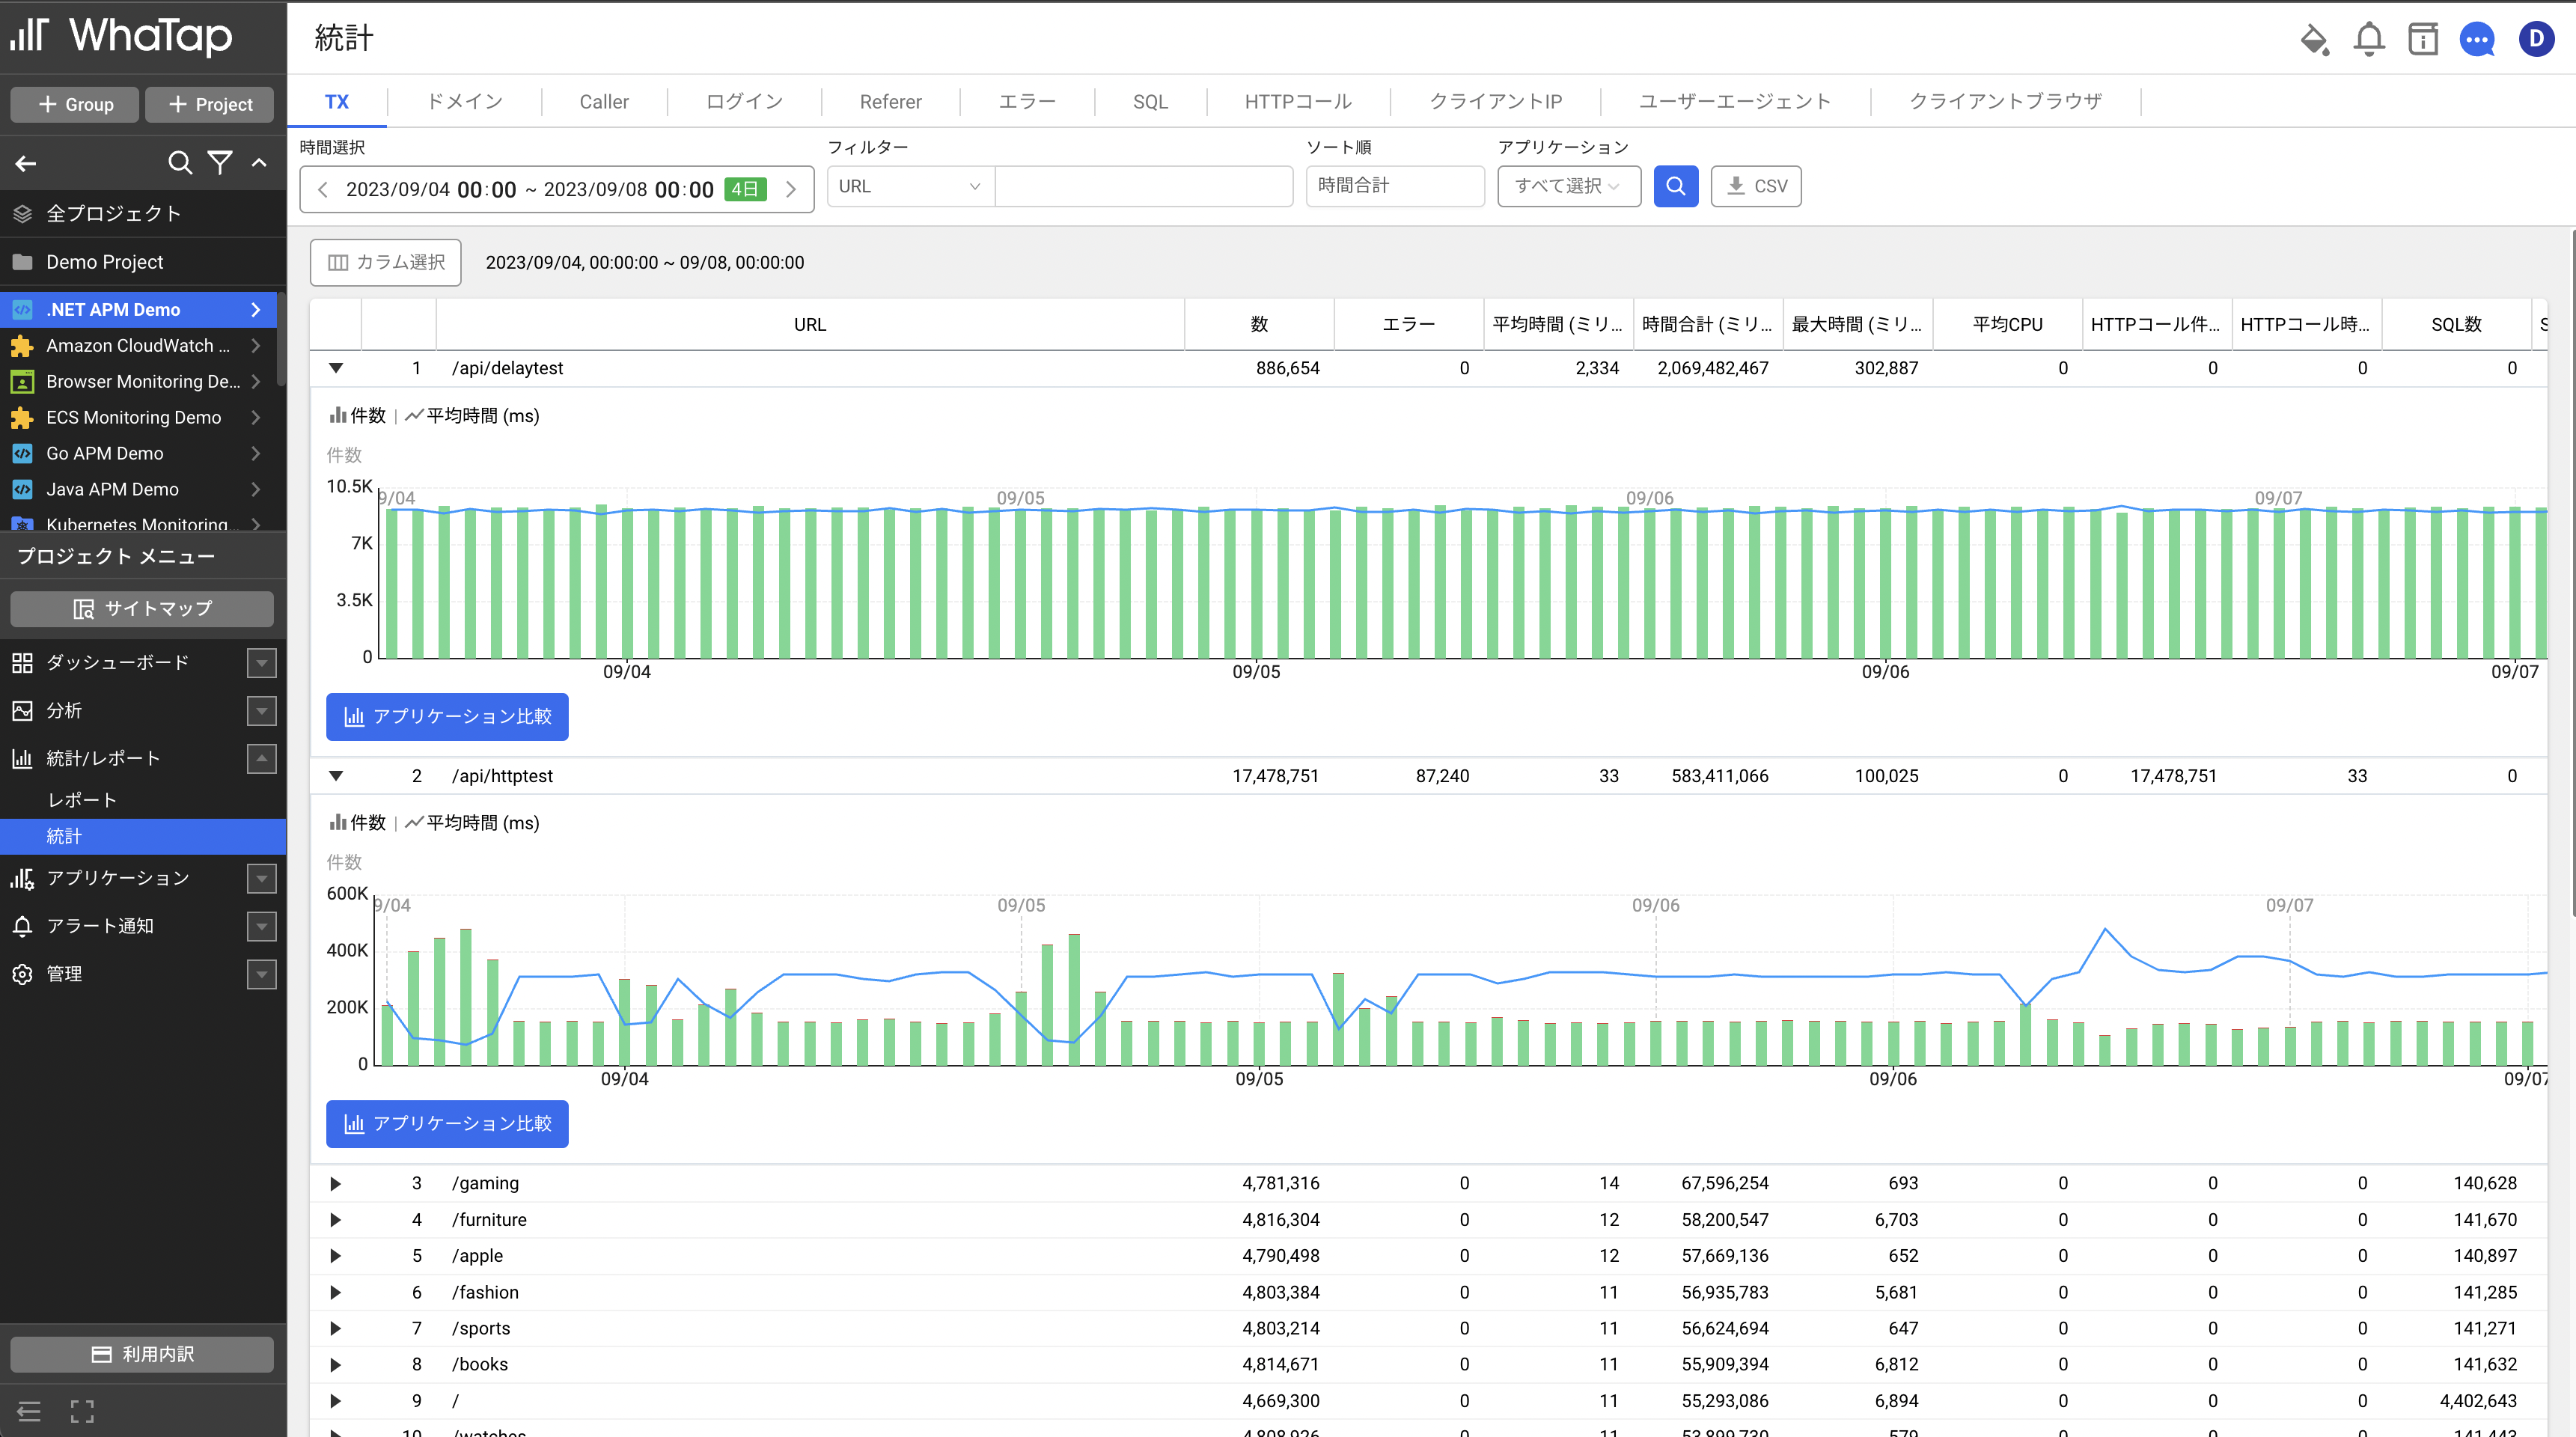 WhaTap
統計
D
+ Group
+ Project
TX
ドメイン
Caller
ログイン
Referer
エラー
SQL
HTTPコール
クライアントIP
ユーザーエージェント
クライアントブラウザ
時間選択
フィルター
ソート順
アプリケーション
2023/09/04 00:00 ~ 2023/09/08 00:00 4日
URL
時間合計
すべて選択
CSV
全プロジェクト
Demo Project
.NET APM Demo
Amazon CloudWatch ...
Browser Monitoring De...
ECS Monitoring Demo
Go APM Demo
Java APM Demo
Kubernetes Monitoring...
プロジェクト メニュー
サイトマップ
ダッシューボード
分析
統計/レポート
レポート
統計
アプリケーション
アラート通知
管理
利用内訳
カラム選択
2023/09/04, 00:00:00 ~ 09/08, 00:00:00
URL 数 エラー 平均時間 (ミリ... 時間合計 (ミリ... 最大時間 (ミリ... 平均CPU HTTPコール件... HTTPコール時... SQL数 S
1 /api/delaytest 886,654 0 2,334 2,069,482,467 302,887 0 0 0 0
件数 | 平均時間 (ms)
件数
10.5K
7K
3.5K
0
9/04 09/05 09/06 09/07
09/04 09/05 09/06 09/07
アプリケーション比較
2 /api/httptest 17,478,751 87,240 33 583,411,066 100,025 0 17,478,751 33 0
件数 | 平均時間 (ms)
件数
600K
400K
200K
0
9/04 09/05 09/06 09/07
09/04 09/05 09/06 09/07
アプリケーション比較
3 /gaming 4,781,316 0 14 67,596,254 693 0 0 0 140,628
4 /furniture 4,816,304 0 12 58,200,547 6,703 0 0 0 141,670
5 /apple 4,790,498 0 12 57,669,136 652 0 0 0 140,897
6 /fashion 4,803,384 0 11 56,935,783 5,681 0 0 0 141,285
7 /sports 4,803,214 0 11 56,624,694 647 0 0 0 141,271
8 /books 4,814,671 0 11 55,909,394 6,812 0 0 0 141,632
9 / 4,669,300 0 11 55,293,086 6,894 0 0 0 4,402,643
10 /watches 4,808,926 0 11 53,899,730 579 0 0 0 141,443